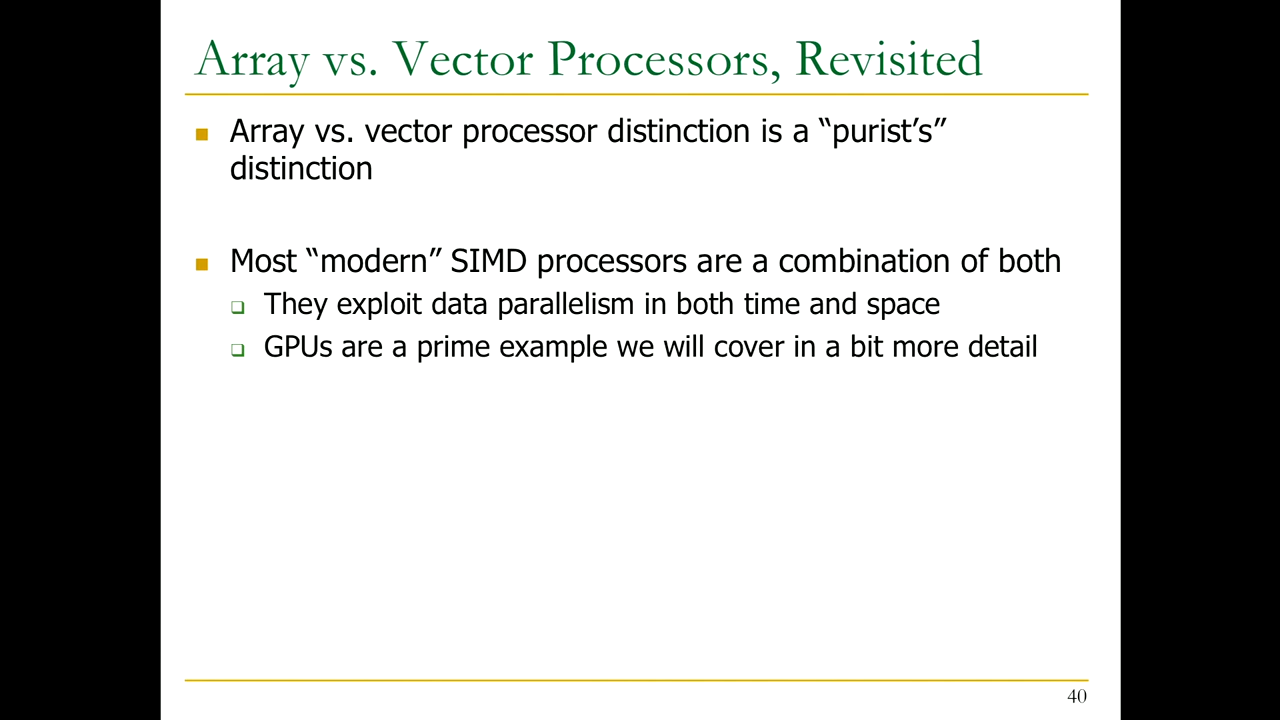 Array vs. Vector Processors, Revisited
Array vs. vector processor distinction is a “purist’s”
distinction
Most “modern” SIMD processors are a combination of both
They exploit data parallelism in both time and space
GPUs are a prime example we will cover in a bit more detail
40